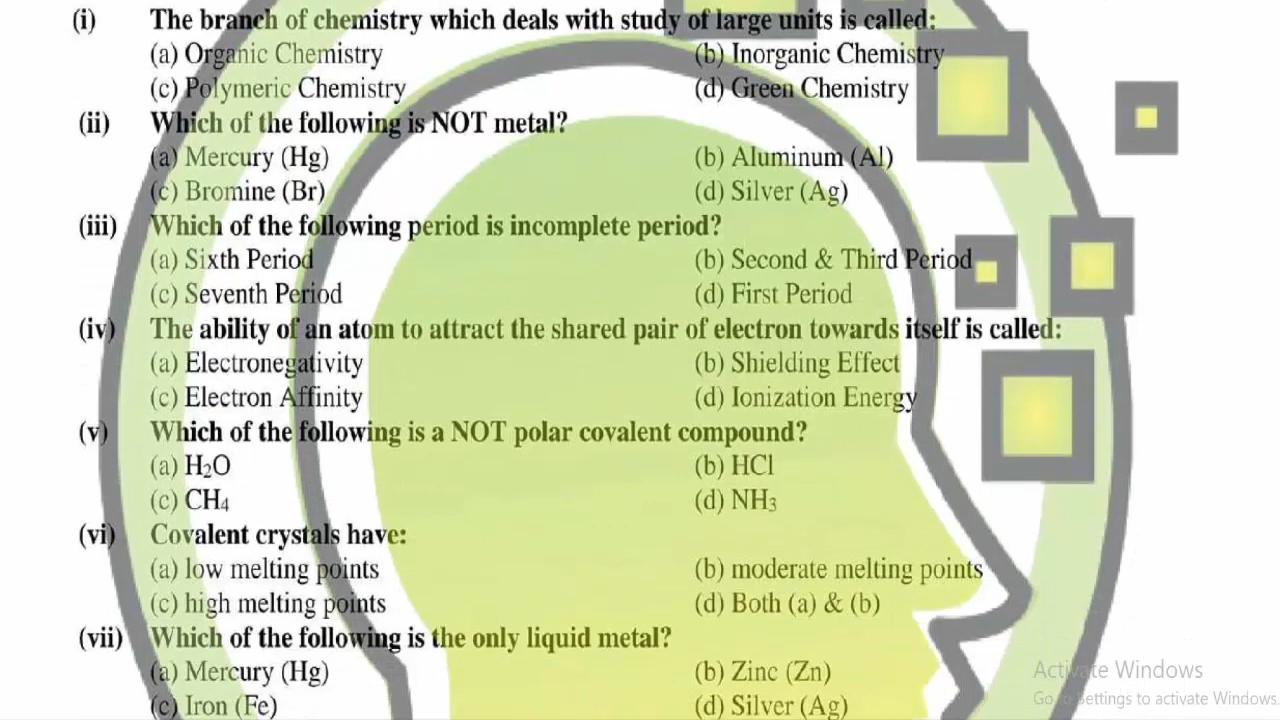 (i) The branch of chemistry which deals with study of large units is called:
(a) Organic Chemistry (b) Inorganic Chemistry
(c) Polymeric Chemistry (d) Green Chemistry
(ii) Which of the following is NOT metal?
(a) Mercury (Hg) (b) Aluminum (Al)
(c) Bromine (Br) (d) Silver (Ag)
(iii) Which of the following period is incomplete period?
(a) Sixth Period (b) Second & Third Period
(c) Seventh Period (d) First Period
(iv) The ability of an atom to attract the shared pair of electron towards itself is called:
(a) Electronegativity (b) Shielding Effect
(c) Electron Affinity (d) Ionization Energy
(v) Which of the following is a NOT polar covalent compound?
(a) H₂O (b) HCl
(c) CH₄ (d) NH₃
(vi) Covalent crystals have:
(a) low melting points (b) moderate melting points
(c) high melting points (d) Both (a) & (b)
(vii) Which of the following is the only liquid metal?
(a) Mercury (Hg) (b) Zinc (Zn)
(c) Iron (Fe) (d) Silver (Ag)
Activate Windows
Go to Settings to activate Windows.